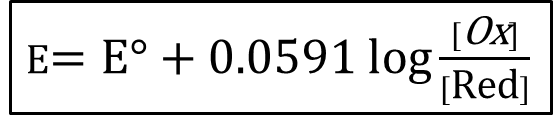 E= E° + 0.0591 log [Ox]/[Red]